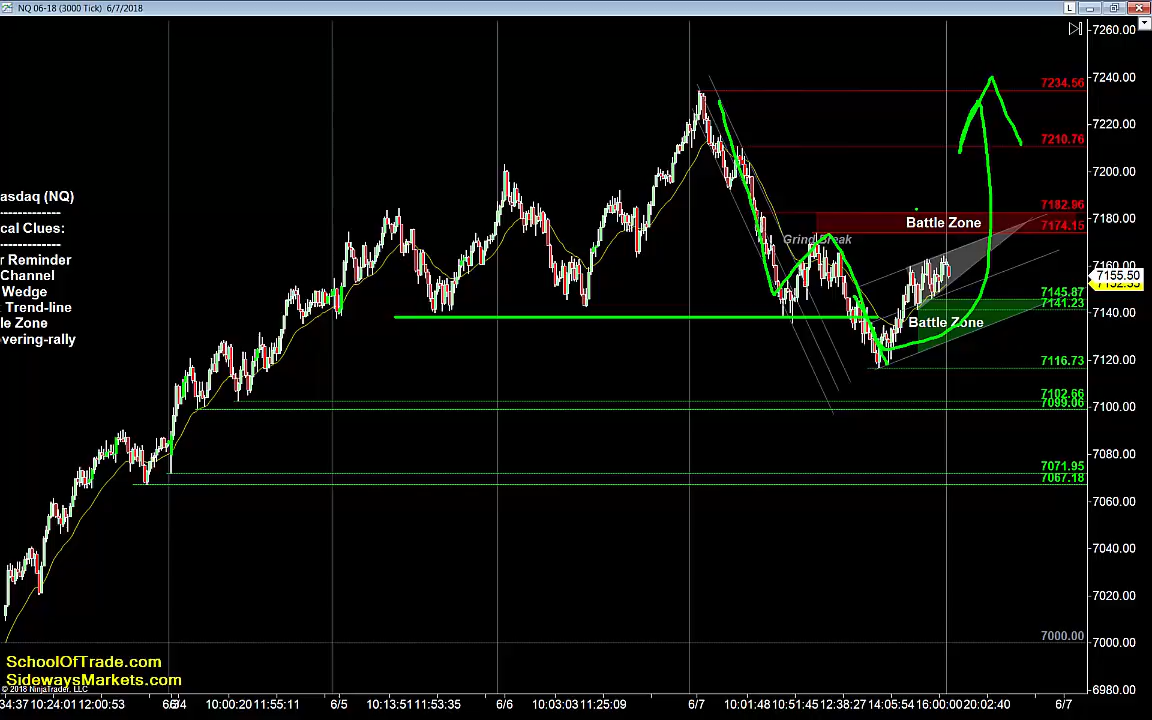 NQ 06-18 (3000 Tick) 6/7/2018
L
7260.00
7240.00
7234.56
7220.00
7210.76
7200.00
asdaq (NQ)
-------------
cal Clues:
-------------
r Reminder
Channel
Wedge
Trend-line
le Zone
vering-rally
7182.96
7180.00
Battle Zone
7174.15
Grind Break
7160.00
7155.50
7145.87
7141.23
7140.00
Battle Zone
7120.00
7116.73
7102.66
7100.00
7099.06
7080.00
7071.95
7067.18
7060.00
7040.00
7020.00
7000.00
7000.00
6980.00
SchoolOfTrade.com
SidewaysMarkets.com
© 2018 NinjaTrader, LLC
34:37 10:24:01 12:00:53 10:00:20 11:55:11 6/5 10:13:51 11:53:35 6/6 10:03:03 11:25:09 6/7 10:01:48 10:51:45 12:38:27 14:05:54 16:00:00 20:02:40 6/7